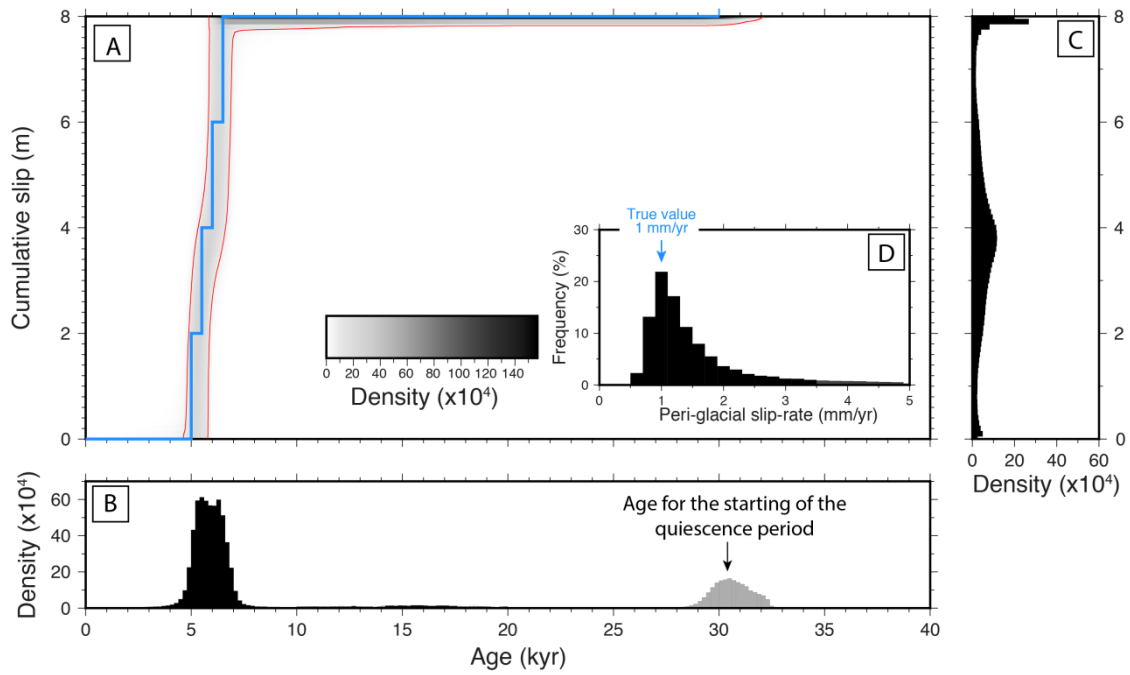 A
Cumulative slip (m)
8
6
4
2
0
0 20 40 60 80 100 120 140
Density (x10⁴)
True value
1 mm/yr
D
Frequency (%)
30
20
10
0
0 1 2 3 4 5
Peri-glacial slip-rate (mm/yr)
C
8
6
4
2
0
0 20 40 60
Density (x10⁴)
B
Density (x10⁴)
60
40
20
0
Age for the starting of the
quiescence period
0 5 10 15 20 25 30 35 40
Age (kyr)